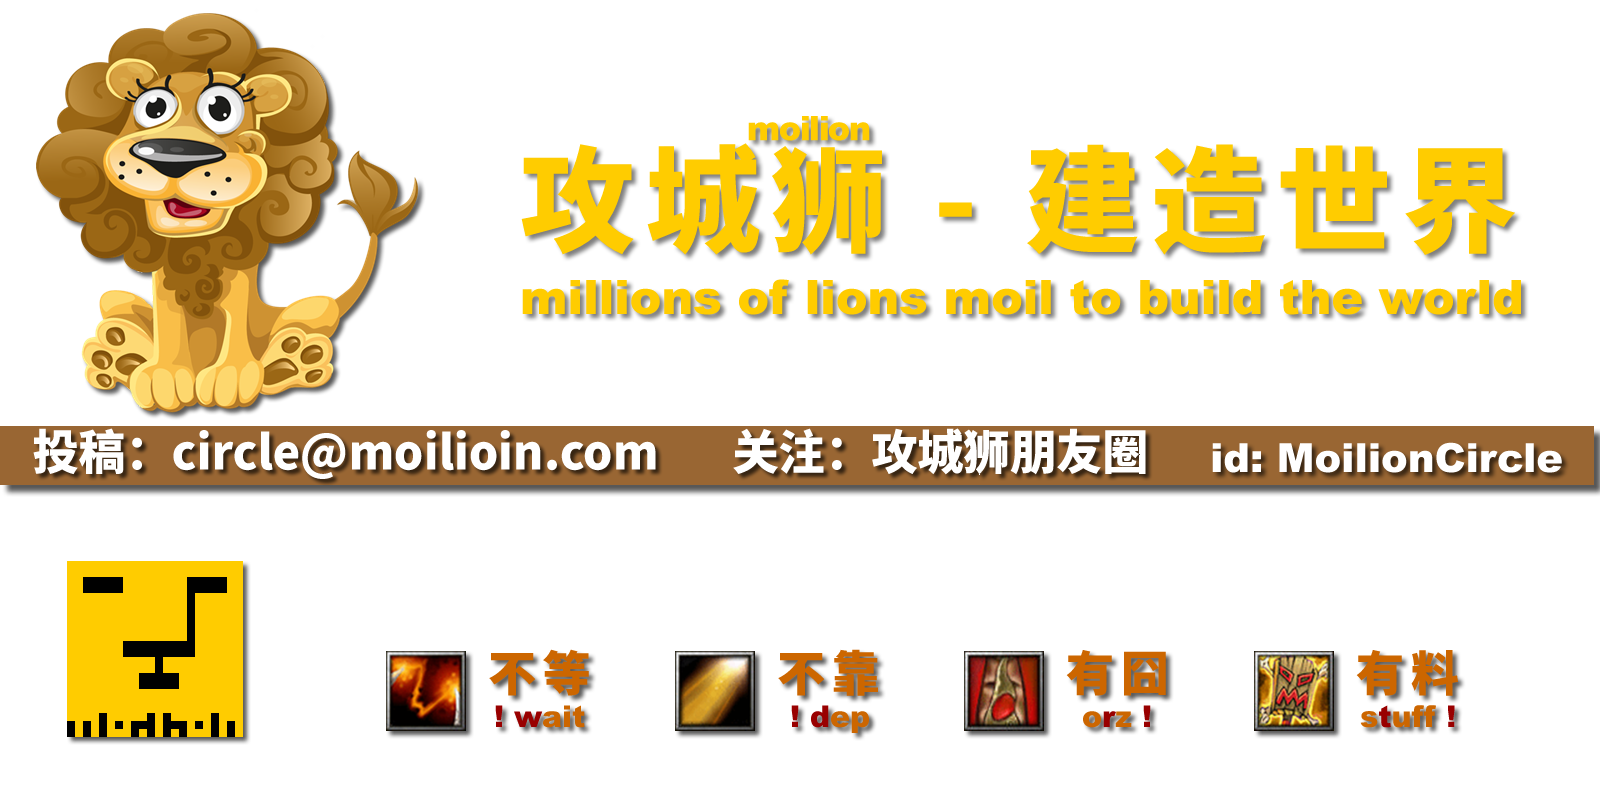 moilion
攻城狮 - 建造世界
millions of lions moil to build the world
投稿：circle@moilioin.com 关注：攻城狮朋友圈 id: MoilionCircle
不等 不靠 有囧 有料
! wait ! dep orz ! stuff !